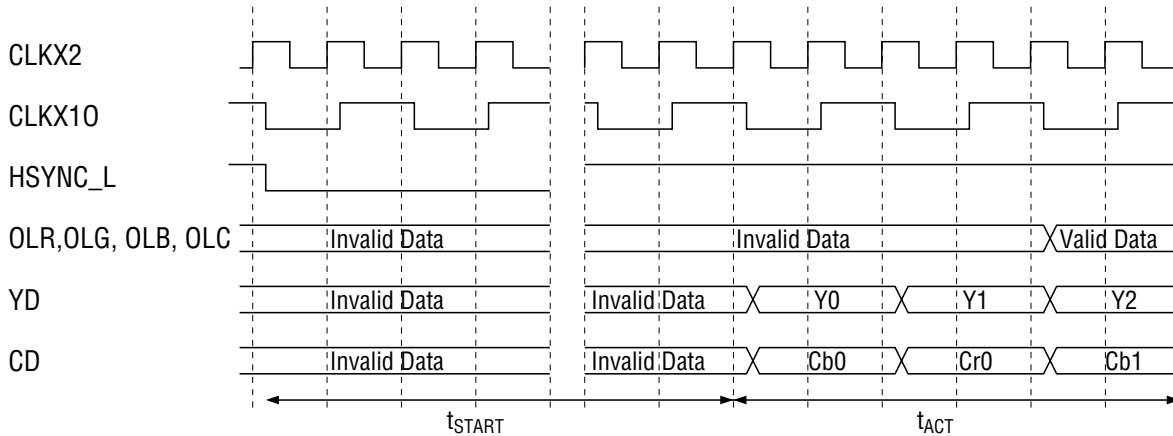 CLKX2
CLKX1O
HSYNC_L
OLR,OLG, OLB, OLC Invalid Data Invalid Data Valid Data
YD Invalid Data Invalid Data Y0 Y1 Y2
CD Invalid Data Invalid Data Cb0 Cr0 Cb1
tSTART tACT